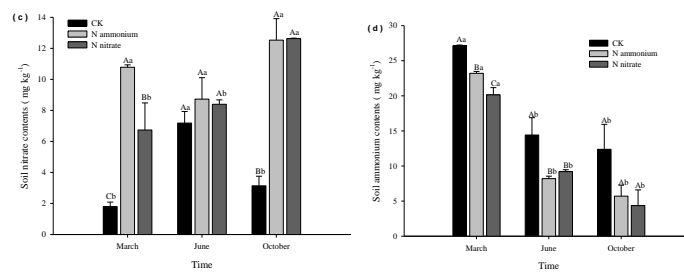 ( c )
CK
N ammonium
N nitrate
Soil nitrate contents ( mg kg-1)
14
12
10
8
6
4
2
0
Cb
Aa
Bb
Aa
Aa
Ab
Bb
Aa
Aa
March
June
October
Time
( d )
CK
N ammonium
N nitrate
Soil ammonium contents ( mg kg-1)
30
25
20
15
10
5
0
Aa
Ba
Ca
Ab
Bb
Bb
Ab
Ab
Ab
March
June
October
Time